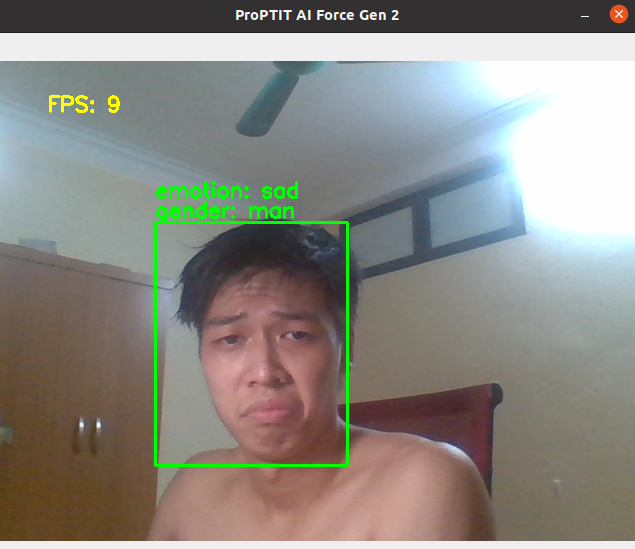 ProPTIT AI Force Gen 2
FPS: 9
emotion: sad
gender: man